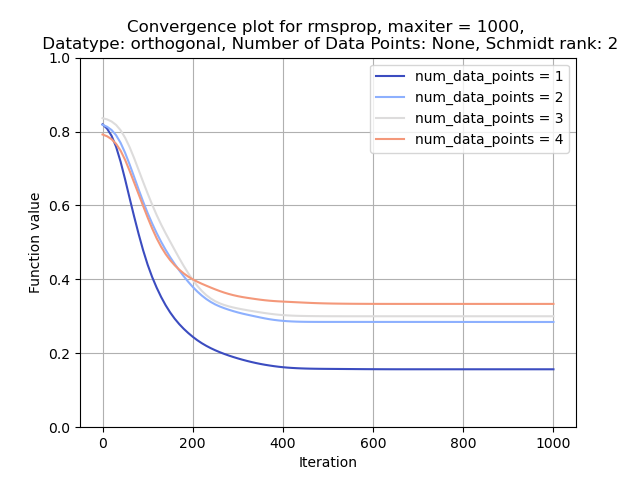 Convergence plot for rmsprop, maxiter = 1000,
Datatype: orthogonal, Number of Data Points: None, Schmidt rank: 2
1.0
num_data_points = 1
num_data_points = 2
num_data_points = 3
num_data_points = 4
0.8
0.6
Function value
0.4
0.2
0.0
0 200 400 600 800 1000
Iteration